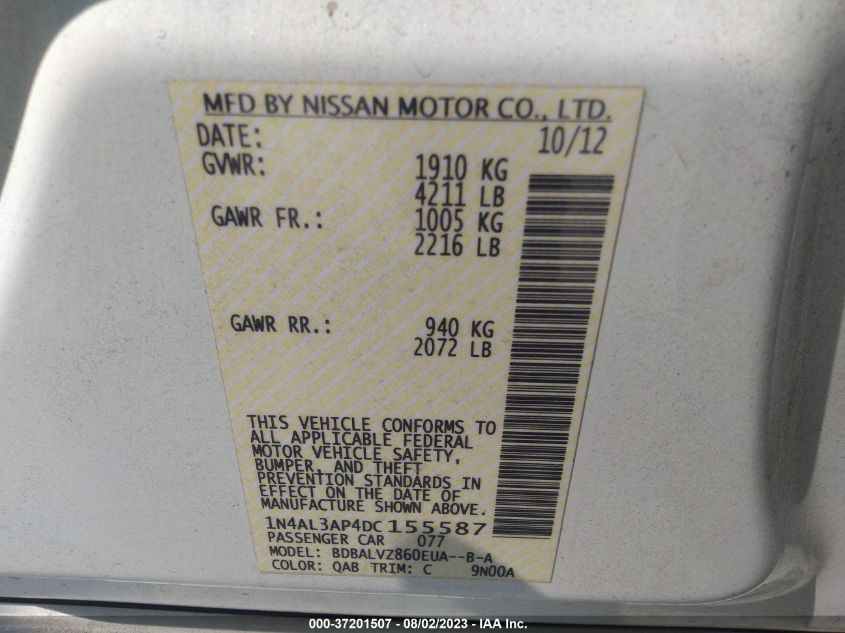 MFD BY NISSAN MOTOR CO., LTD.
DATE: 10/12
GVWR: 1910 KG
4211 LB
GAWR FR.: 1005 KG
2216 LB
GAWR RR.: 940 KG
2072 LB
THIS VEHICLE CONFORMS TO
ALL APPLICABLE FEDERAL
MOTOR VEHICLE SAFETY,
BUMPER, AND THEFT
PREVENTION STANDARDS IN
EFFECT ON THE DATE OF
MANUFACTURE SHOWN ABOVE.
1N4AL3AP4DC155587
PASSENGER CAR 077
MODEL: BDBALVZ860EUA--B-A
COLOR: QAB TRIM: C 9N00A
000-37201507 - 08/02/2023 - IAA Inc.